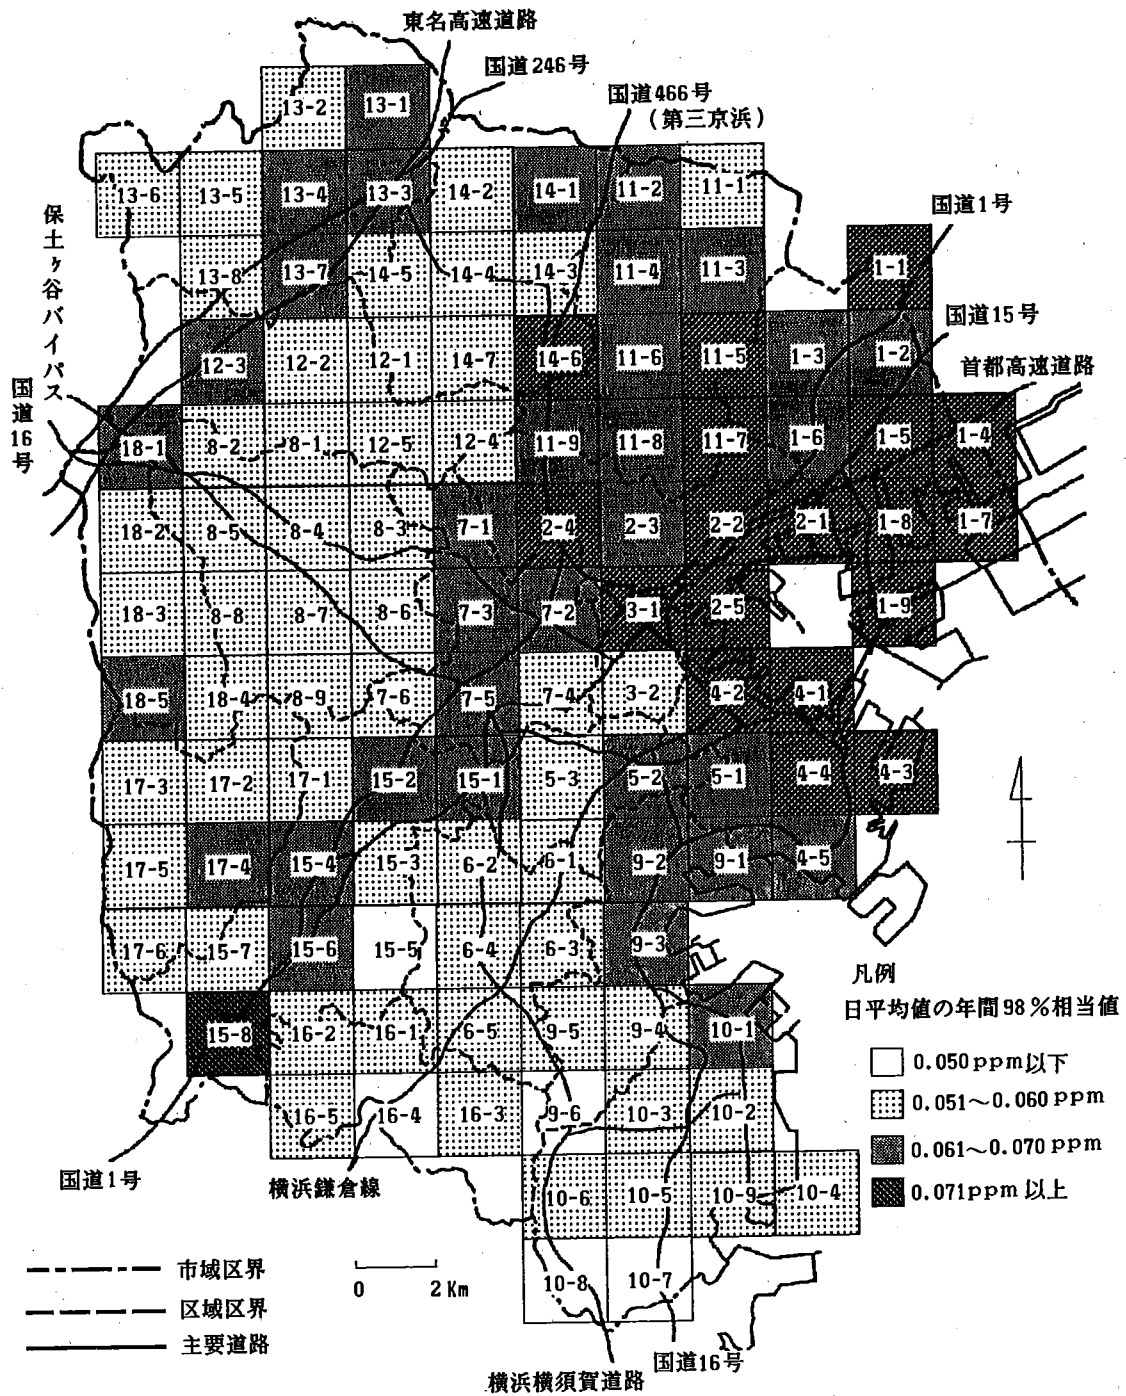 東名高速道路
国道246号
国道466号
（第三京浜）
13-2 13-1
13-6 13-5 13-4 13-3 14-2 14-1 11-2 11-1
保土ヶ谷バイパス
国道1号
13-8 13-7 14-5 14-4 14-3 11-4 11-3 1-1
国道15号
12-3 12-2 12-1 14-7 14-6 11-6 11-5 1-3 1-2
首都高速道路
国道16号
18-1 8-2 8-1 12-5 12-4 11-9 11-8 11-7 1-6 1-5 1-4
18-2 8-5 8-4 8-3 7-1 2-4 2-3 2-2 2-1 1-8 1-7
18-3 8-8 8-7 8-6 7-3 7-2 3-1 2-5 1-9
18-5 18-4 8-9 7-6 7-5 7-4 3-2 4-2 4-1
17-3 17-2 17-1 15-2 15-1 5-3 5-2 5-1 4-4 4-3
17-5 17-4 15-4 15-3 6-2 6-1 9-2 9-1 4-5
17-6 15-7 15-6 15-5 6-4 6-3 9-3
15-8 16-2 16-1 6-5 9-5 9-4 10-1
16-5 16-4 16-3 9-6 10-3 10-2
10-6 10-5 10-9 10-4
10-8 10-7
凡例
日平均値の年間98％相当値
0.050ppm以下
0.051～0.060ppm
0.061～0.070ppm
0.071ppm以上
国道1号
横浜鎌倉線
市域区界
区域区界
主要道路
0 2Km
横浜横須賀道路
国道16号